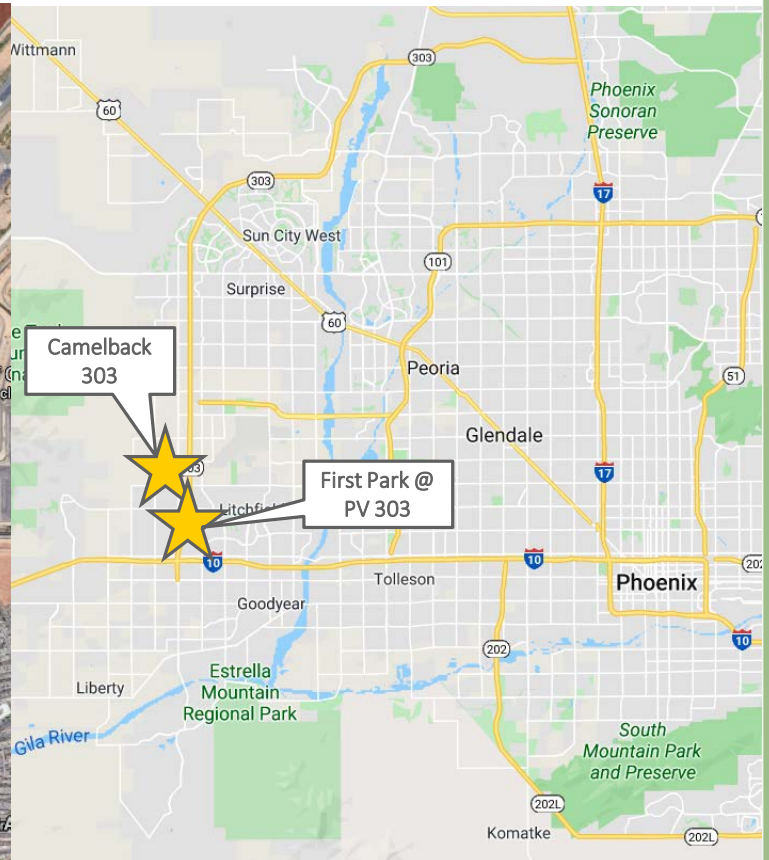 Wittmann
303
60
Phoenix
Sonoran
Preserve
303
17
Sun City West
101
Surprise
60
Camelback
303
Peoria
51
Glendale
17
First Park @
PV 303
10
10
202
Tolleson
Phoenix
Goodyear
10
202
Estrella
Mountain
Regional Park
Liberty
Gila River
South
Mountain Park
and Preserve
202L
Komatke
202L